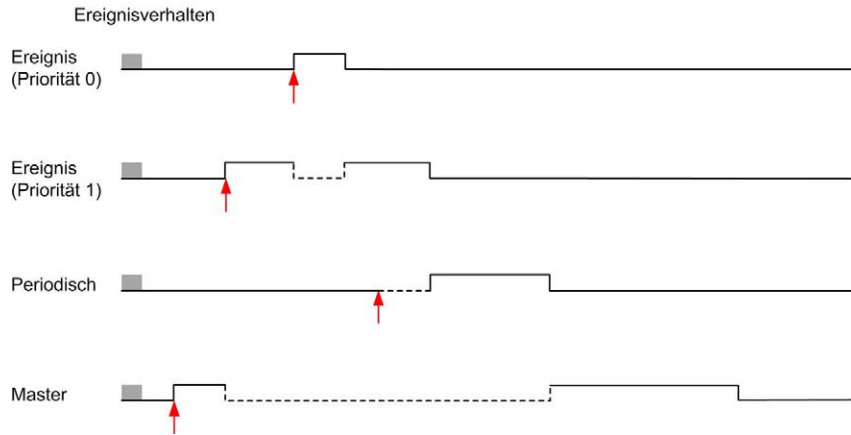 Ereignisverhalten
Ereignis
(Priorität 0)
Ereignis
(Priorität 1)
Periodisch
Master